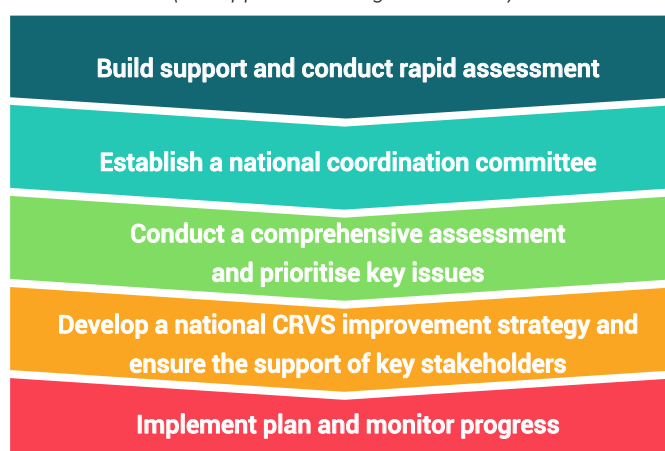 Build support and conduct rapid assessment
Establish a national coordination committee
Conduct a comprehensive assessment
and prioritise key issues
Develop a national CRVS improvement strategy and
ensure the support of key stakeholders
Implement plan and monitor progress